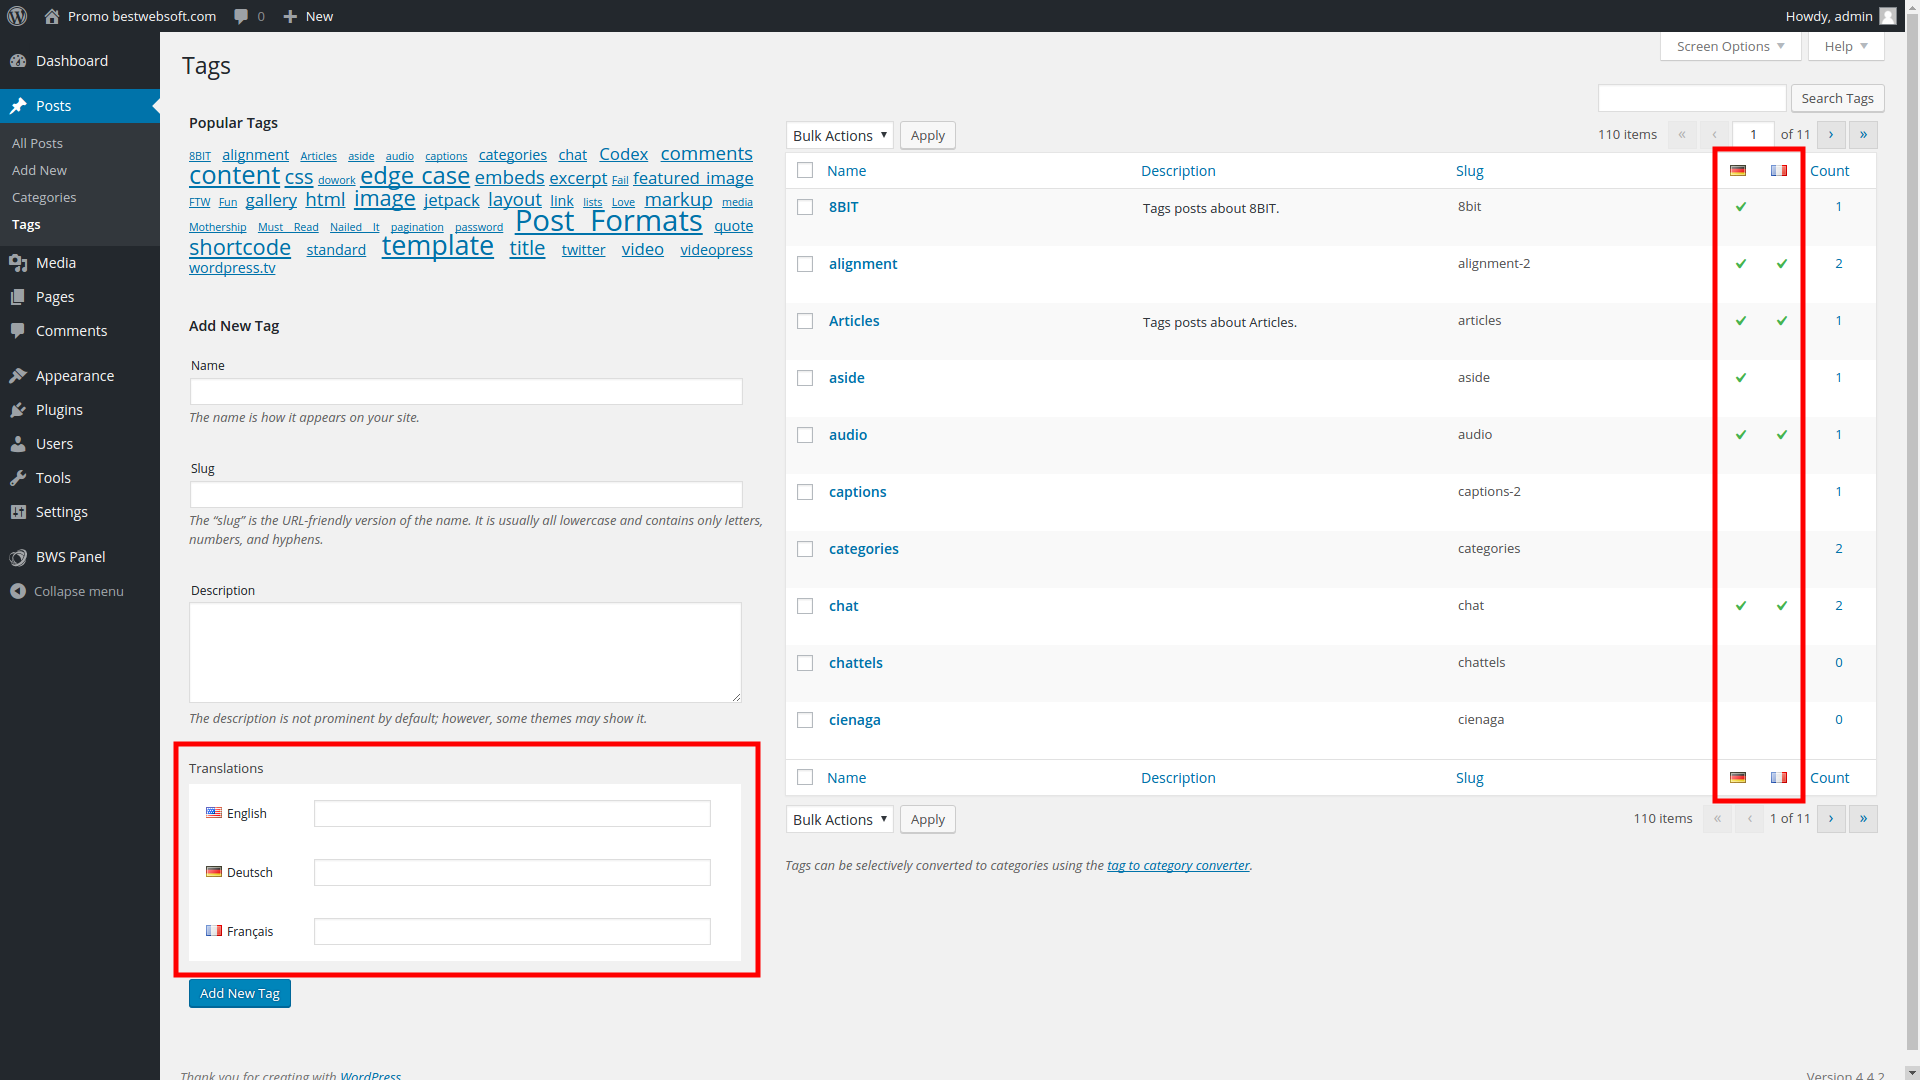 Promo bestwebsoft.com 0 New Howdy, admin
Dashboard
Posts
All Posts
Add New
Categories
Tags
Media
Pages
Comments
Appearance
Plugins
Users
Tools
Settings
BWS Panel
Collapse menu
Screen Options Help
Tags
Popular Tags
8BIT alignment Articles aside audio captions categories chat Codex comments
content css dowork edge case embeds excerpt Fail featured image
FTW Fun gallery html image jetpack layout link lists Love markup media
Mothership Must Read Nailed It pagination password Post Formats quote
shortcode standard template title twitter video videopress
wordpress.tv
Add New Tag
Name
The name is how it appears on your site.
Slug
The “slug” is the URL-friendly version of the name. It is usually all lowercase and contains only letters,
numbers, and hyphens.
Description
The description is not prominent by default; however, some themes may show it.
Translations
English
Deutsch
Français
Add New Tag
Search Tags
Bulk Actions Apply 110 items « ‹ 1 of 11 › »
Name Description Slug Count
8BIT Tags posts about 8BIT. 8bit 1
alignment alignment-2 2
Articles Tags posts about Articles. articles 1
aside aside 1
audio audio 1
captions captions-2 1
categories categories 2
chat chat 2
chattels chattels 0
cienaga cienaga 0
Name Description Slug Count
Bulk Actions Apply 110 items « ‹ 1 of 11 › »
Tags can be selectively converted to categories using the tag to category converter.
Thank you for creating with WordPress. Version 4.4.2